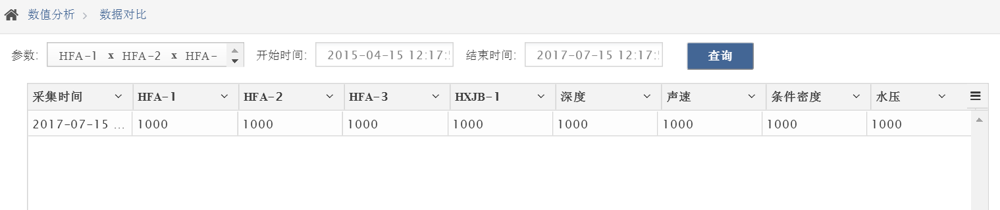 数值分析 > 数据对比
参数: HFA-1 x HFA-2 x HFA- 开始时间: 2015-04-15 12:17: 结束时间: 2017-07-15 12:17: 查询
采集时间 HFA-1 HFA-2 HFA-3 HXJB-1 深度 声速 条件密度 水压
2017-07-15 ... 1000 1000 1000 1000 1000 1000 1000 1000